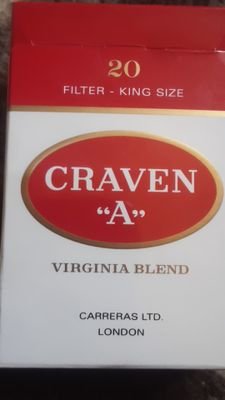 20
FILTER - KING SIZE
CRAVEN
"A"
VIRGINIA BLEND
CARRERAS LTD.
LONDON